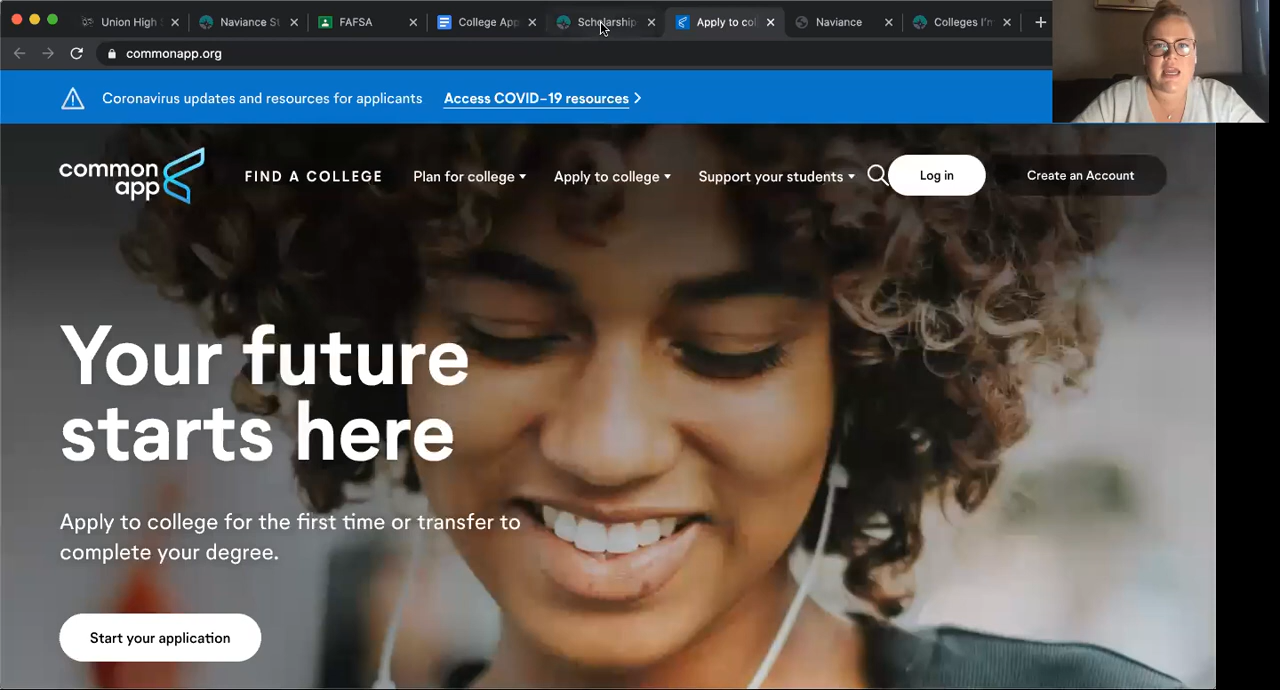 Union High
Naviance St
FAFSA
College App
Scholarship
Apply to col
Naviance
Colleges I'm
commonapp.org
Coronavirus updates and resources for applicants Access COVID-19 resources
common app
FIND A COLLEGE
Plan for college
Apply to college
Support your students
Log in
Create an Account
Your future
starts here
Apply to college for the first time or transfer to
complete your degree.
Start your application